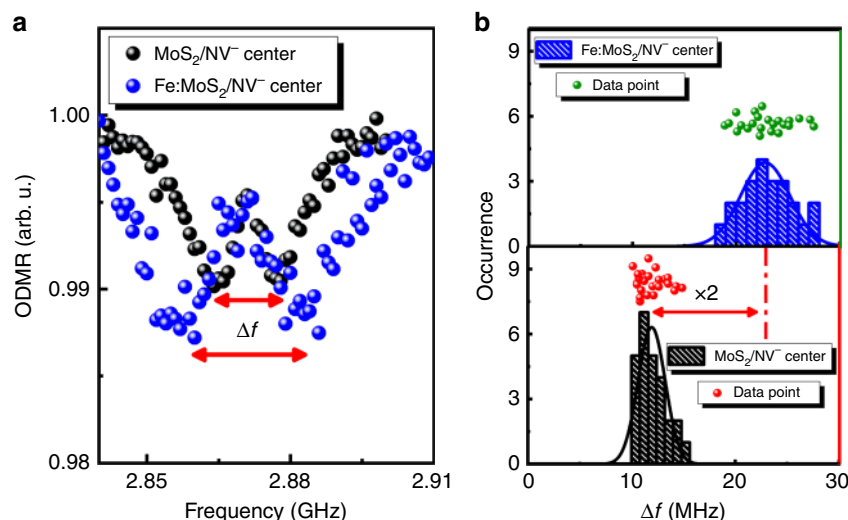 a
MoS₂/NV⁻ center
Fe:MoS₂/NV⁻ center
1.00
0.99
0.98
ODMR (arb. u.)
Δf
2.85
2.88
2.91
Frequency (GHz)
b
9
6
3
0
Fe:MoS₂/NV⁻ center
Data point
Occurrence
9
6
3
0
×2
MoS₂/NV⁻ center
Data point
0
10
20
30
Δf (MHz)